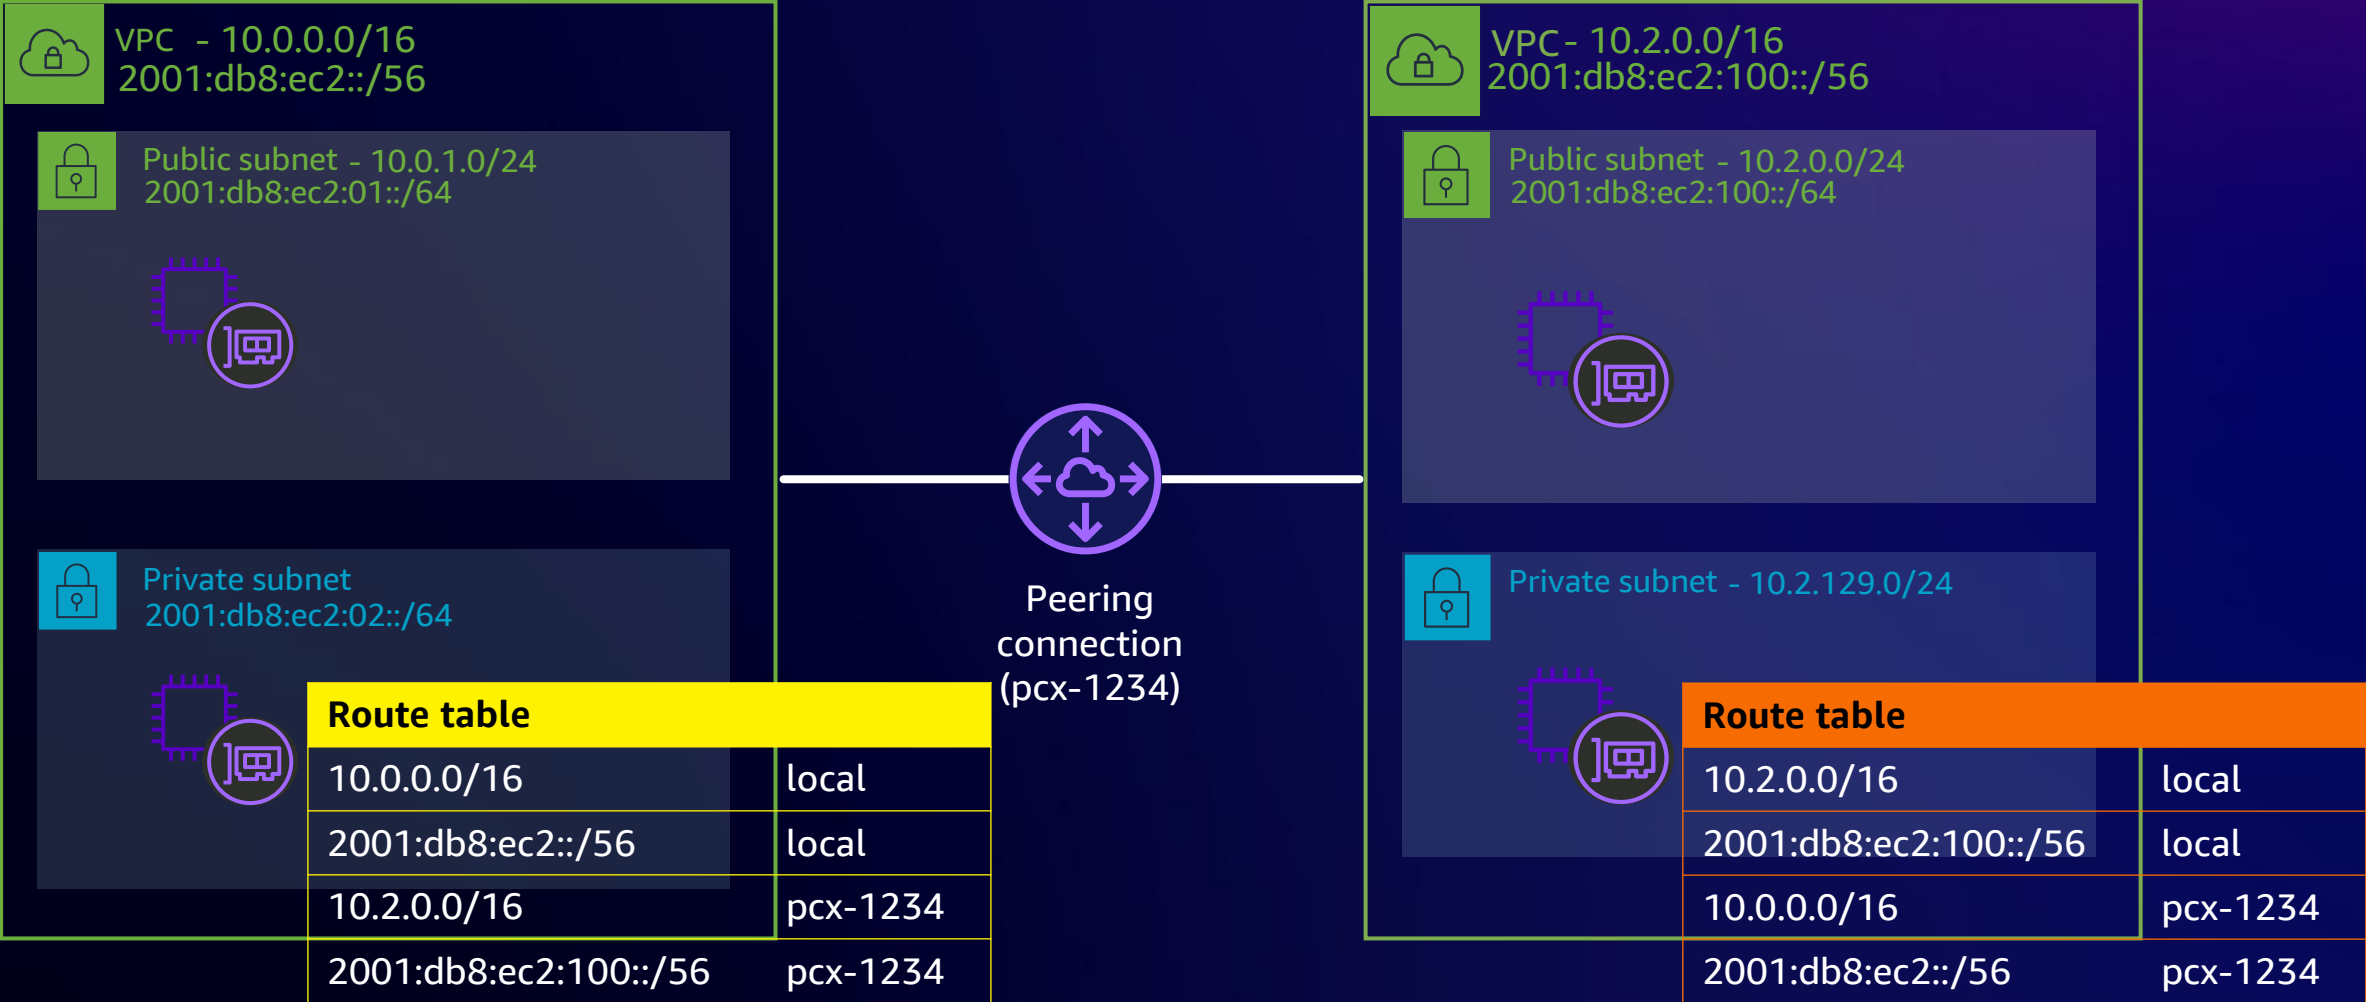 VPC - 10.0.0.0/16
2001:db8:ec2::/56
Public subnet - 10.0.1.0/24
2001:db8:ec2:01::/64
Private subnet
2001:db8:ec2:02::/64
Route table
10.0.0.0/16 local
2001:db8:ec2::/56 local
10.2.0.0/16 pcx-1234
2001:db8:ec2:100::/56 pcx-1234
Peering
connection
(pcx-1234)
VPC- 10.2.0.0/16
2001:db8:ec2:100::/56
Public subnet - 10.2.0.0/24
2001:db8:ec2:100::/64
Private subnet - 10.2.129.0/24
Route table
10.2.0.0/16 local
2001:db8:ec2:100::/56 local
10.0.0.0/16 pcx-1234
2001:db8:ec2::/56 pcx-1234